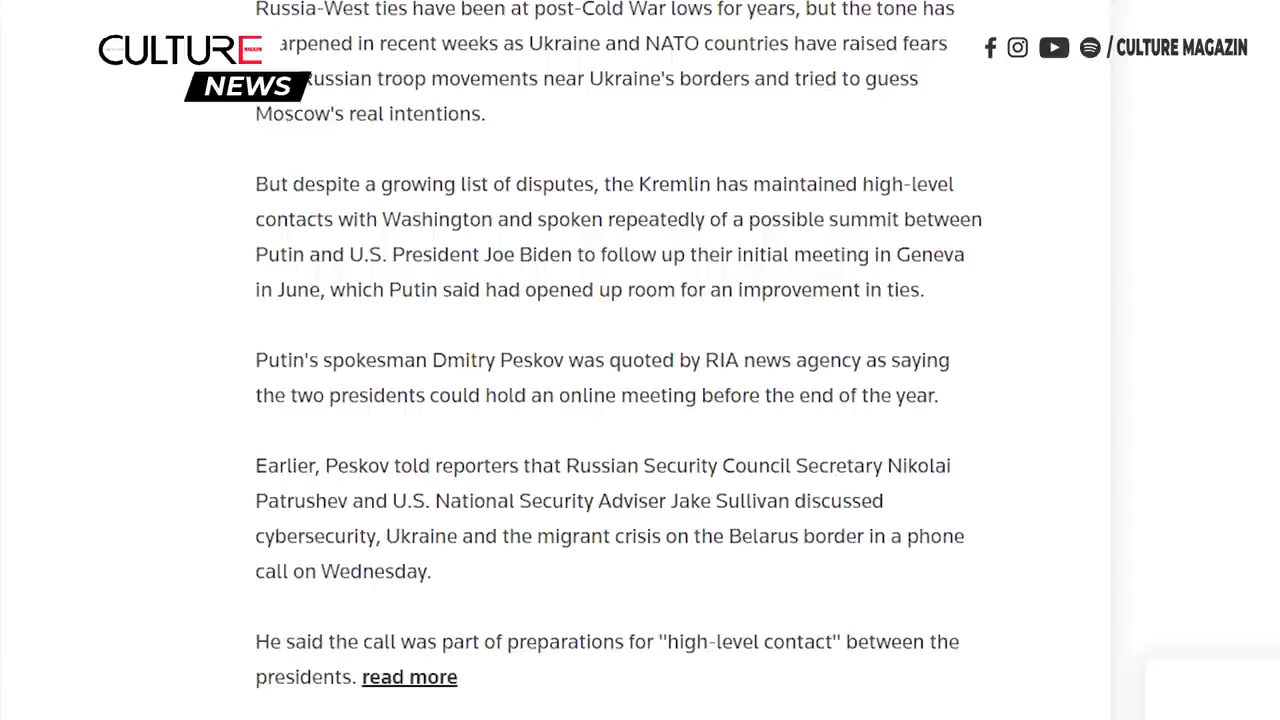 Russia-West ties have been at post-Cold War lows for years, but the tone has
CULTURE
arpened in recent weeks as Ukraine and NATO countries have raised fears
/ CULTURE MAGAZIN
NEWS
Russian troop movements near Ukraine's borders and tried to guess
Moscow's real intentions.
But despite a growing list of disputes, the Kremlin has maintained high-level
contacts with Washington and spoken repeatedly of a possible summit between
Putin and U.S. President Joe Biden to follow up their initial meeting in Geneva
in June, which Putin said had opened up room for an improvement in ties.
Putin's spokesman Dmitry Peskov was quoted by RIA news agency as saying
the two presidents could hold an online meeting before the end of the year.
Earlier, Peskov told reporters that Russian Security Council Secretary Nikolai
Patrushev and U.S. National Security Adviser Jake Sullivan discussed
cybersecurity, Ukraine and the migrant crisis on the Belarus border in a phone
call on Wednesday.
He said the call was part of preparations for "high-level contact" between the
presidents. read more